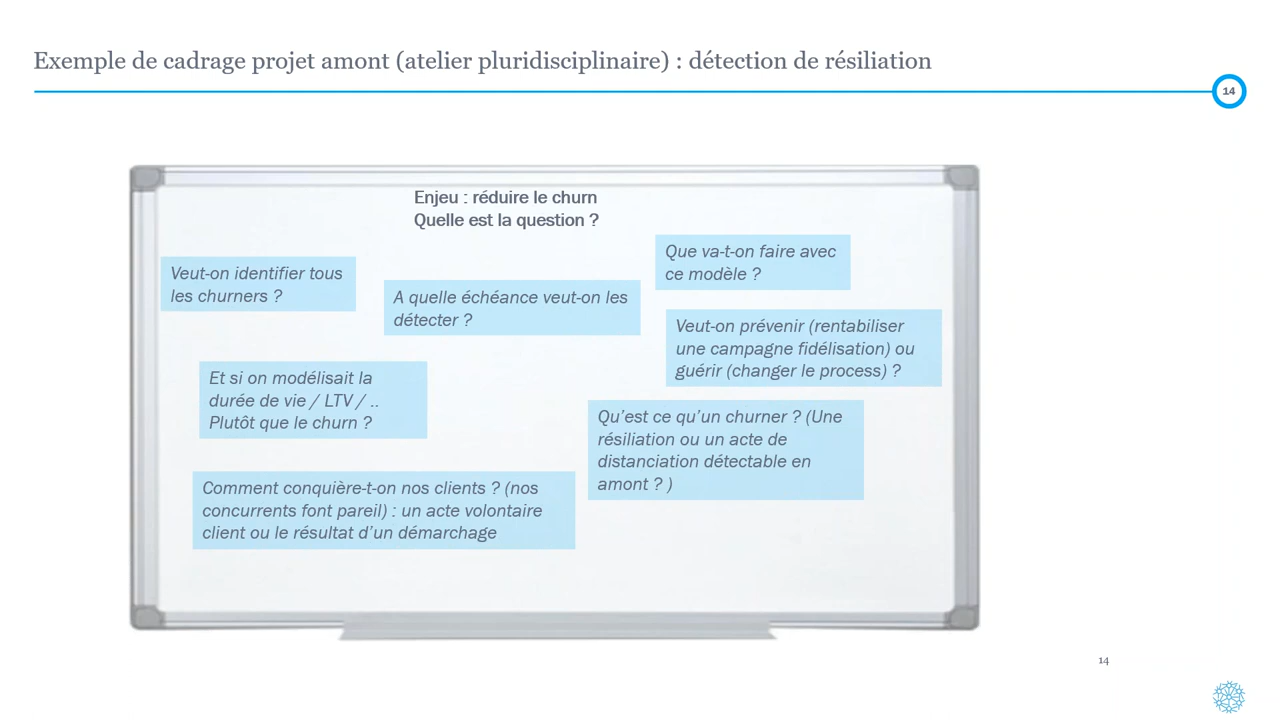 Exemple de cadrage projet amont (atelier pluridisciplinaire) : détection de résiliation
14
Enjeu : réduire le churn
Quelle est la question ?
Veut-on identifier tous
les churners ?
A quelle échéance veut-on les
détecter ?
Que va-t-on faire avec
ce modèle ?
Veut-on prévenir (rentabiliser
une campagne fidélisation) ou
guérir (changer le process) ?
Et si on modélisait la
durée de vie / LTV / ..
Plutôt que le churn ?
Qu’est ce qu’un churner ? (Une
résiliation ou un acte de
distanciation détectable en
amont ? )
Comment conquière-t-on nos clients ? (nos
concurrents font pareil) : un acte volontaire
client ou le résultat d’un démarchage
14